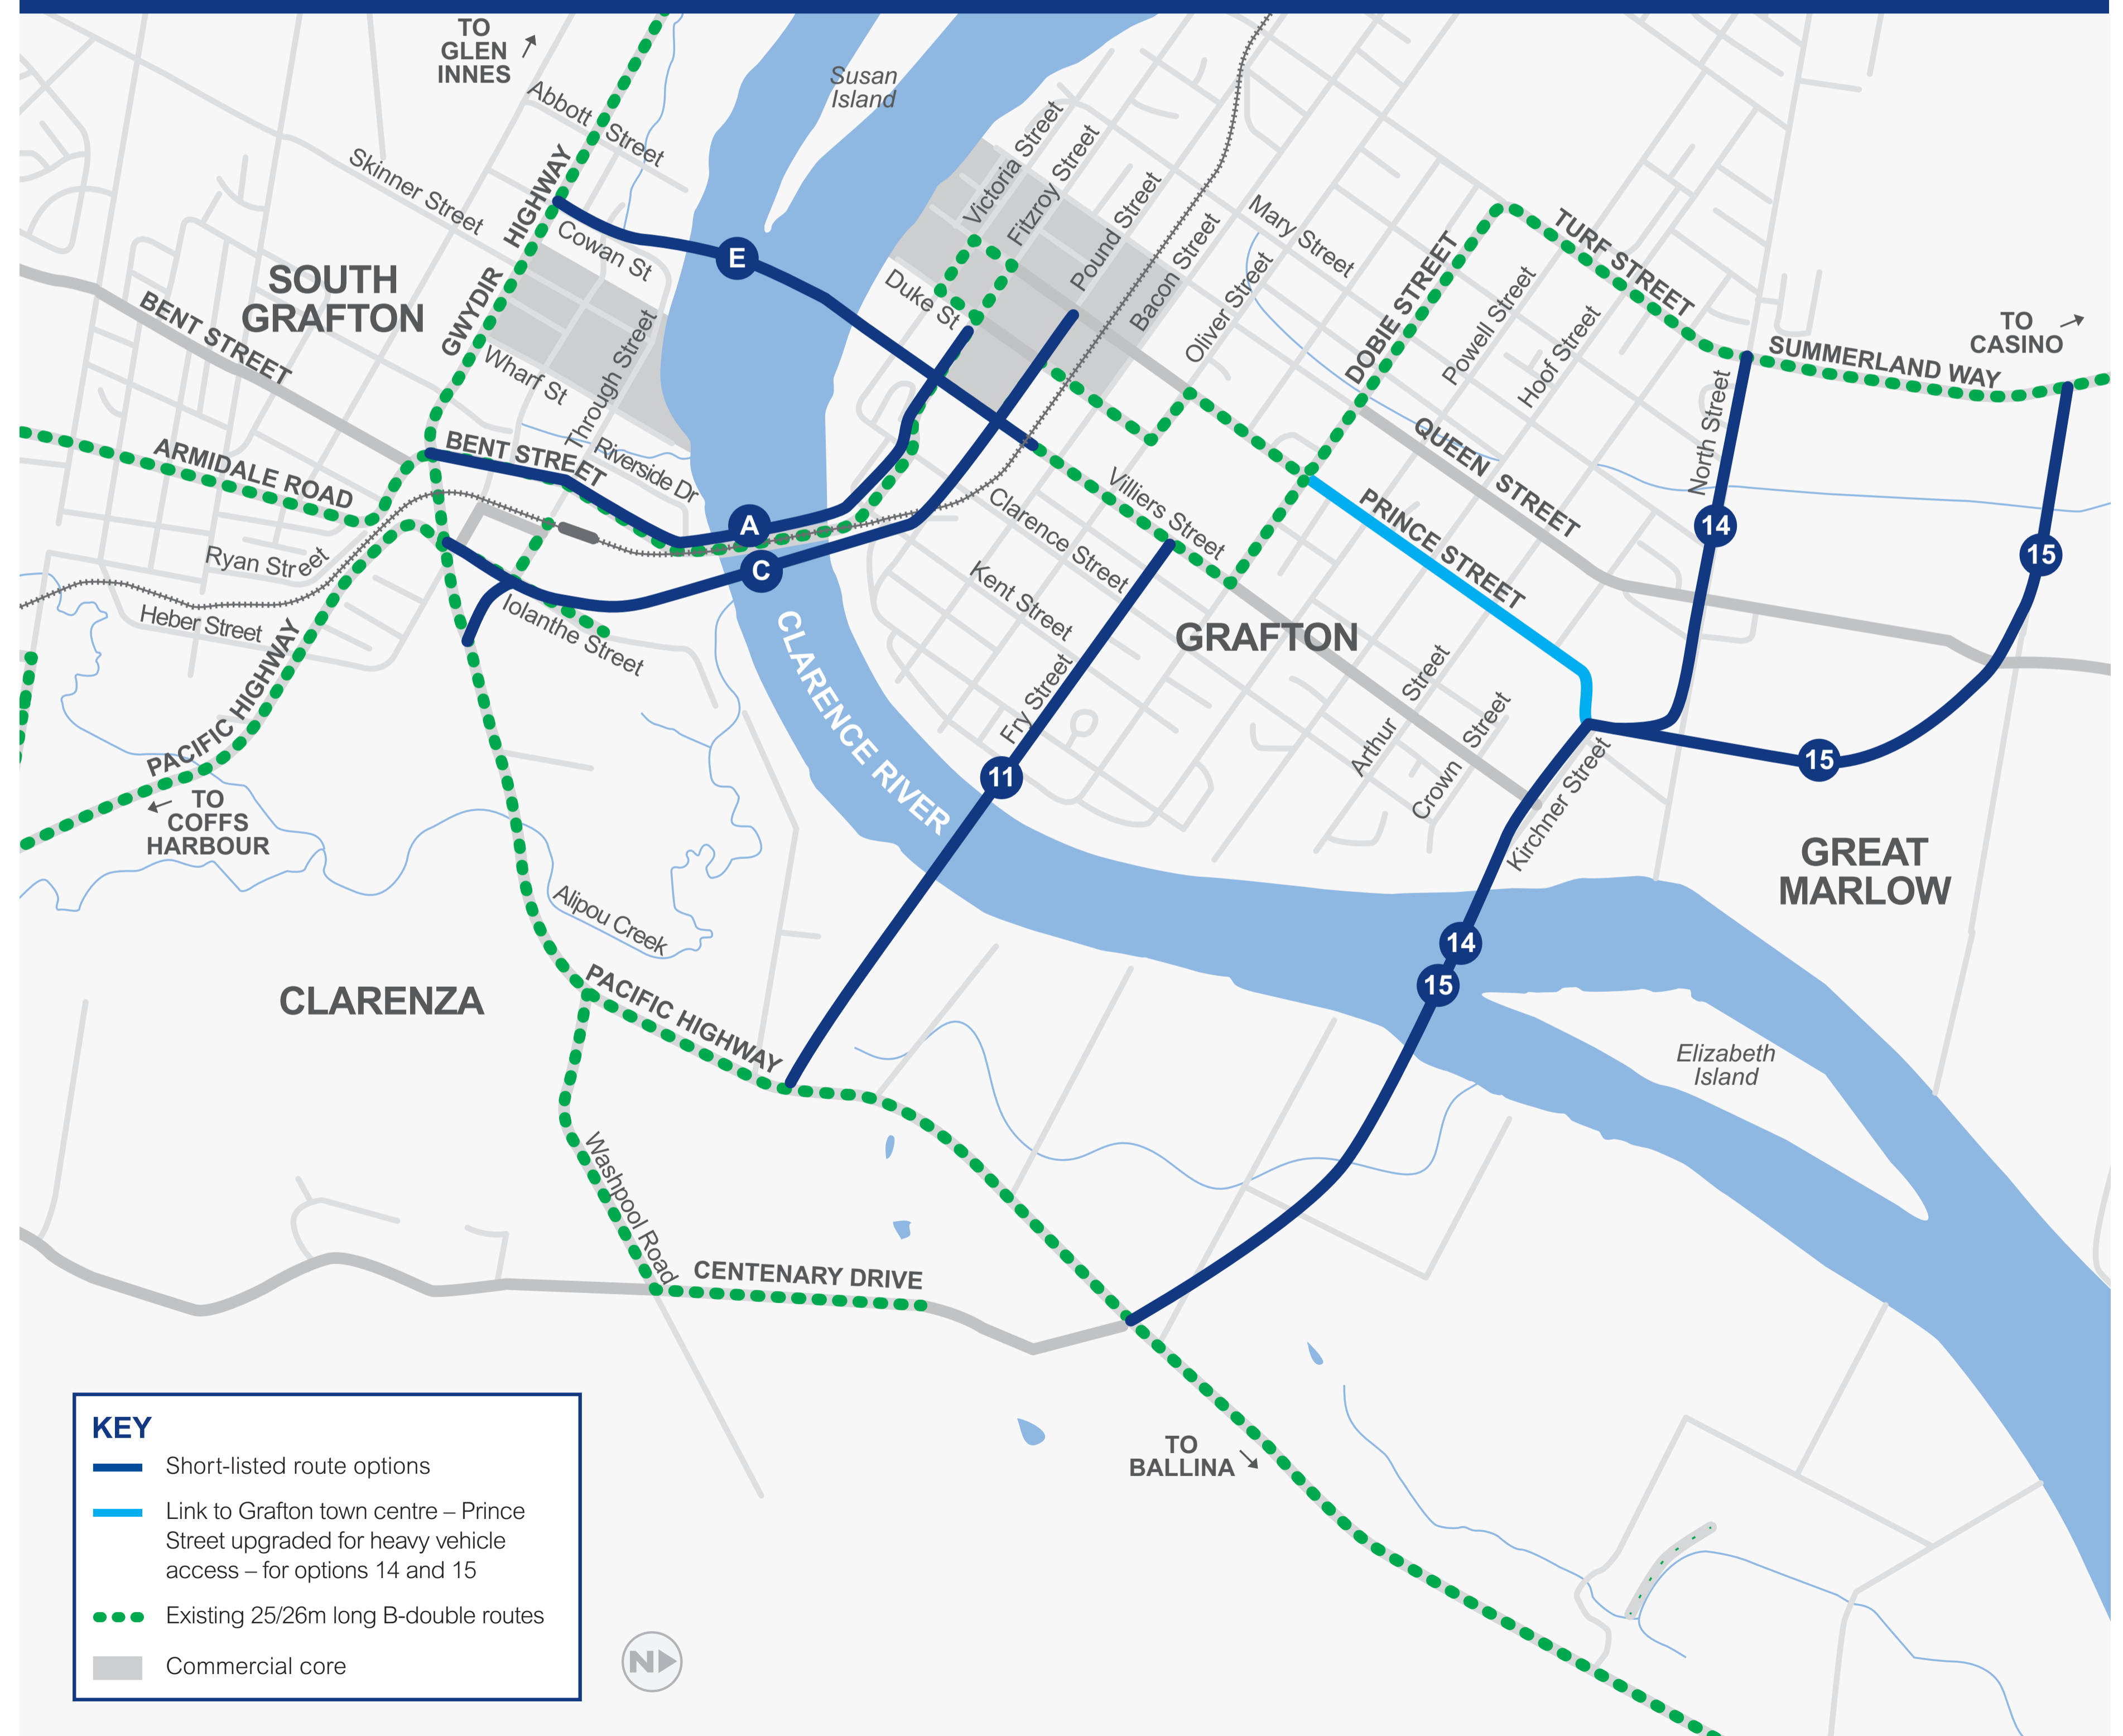 TO
GLEN
INNES
Abbott Street
Skinner Street
GWYDIR HIGHWAY
Cowan St
SOUTH
GRAFTON
BENT STREET
Wharf St
Through Street
BENT STREET
Riverside Dr
ARMIDALE ROAD
Ryan Street
Heber Street
Iolanthe Street
PACIFIC HIGHWAY
TO
COFFS
HARBOUR
Susan
Island
E
A
C
Victoria Street
Fitzroy Street
Pound Street
Bacon Street
Duke St
Mary Street
Oliver Street
DOBIE STREET
TURF STREET
Powell Street
Hoof Street
TO
CASINO
SUMMERLAND WAY
North Street
QUEEN STREET
14
15
PRINCE STREET
Villiers Street
Clarence Street
Kent Street
GRAFTON
Fry Street
11
Arthur Street
Crown Street
Kirchner Street
15
GREAT
MARLOW
CLARENCE RIVER
14
15
Elizabeth
Island
Alipou Creek
CLARENZA
PACIFIC HIGHWAY
Washpool Road
CENTENARY DRIVE
TO
BALLINA
KEY
Short-listed route options
Link to Grafton town centre – Prince
Street upgraded for heavy vehicle
access – for options 14 and 15
Existing 25/26m long B-double routes
Commercial core
N